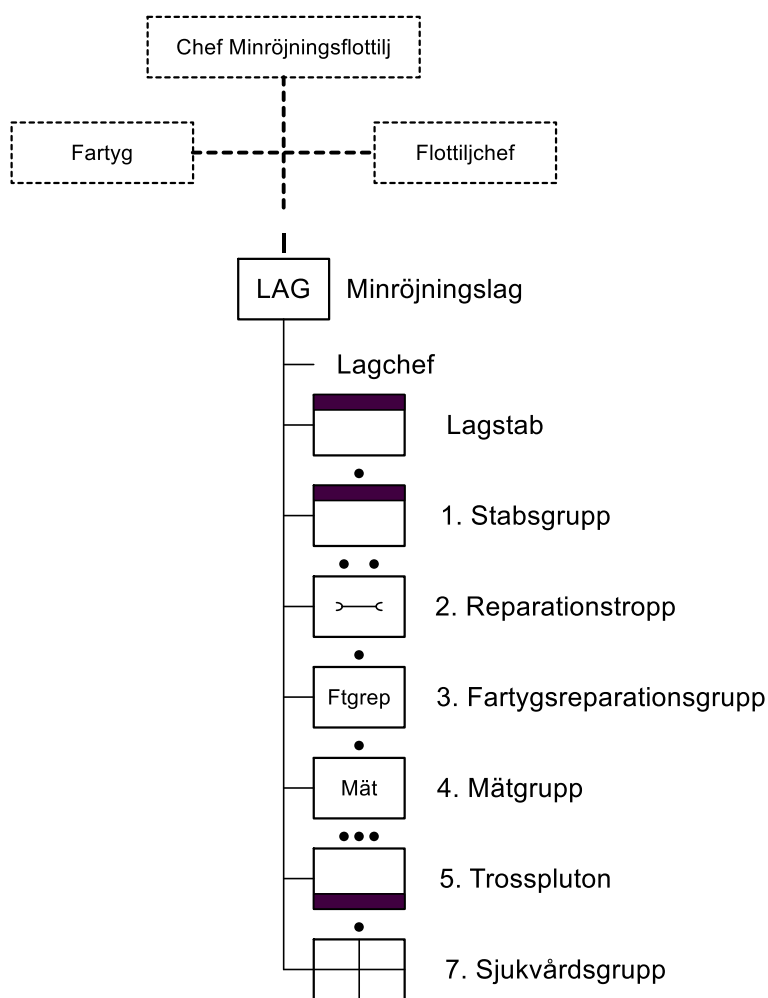 Chef Minröjningsflottilj
Fartyg
Flottiljchef
LAG
Minröjningslag
Lagchef
Lagstab
1. Stabsgrupp
2. Reparationstropp
Ftgrep
3. Fartygsreparationsgrupp
Mät
4. Mätgrupp
5. Trosspluton
7. Sjukvårdsgrupp